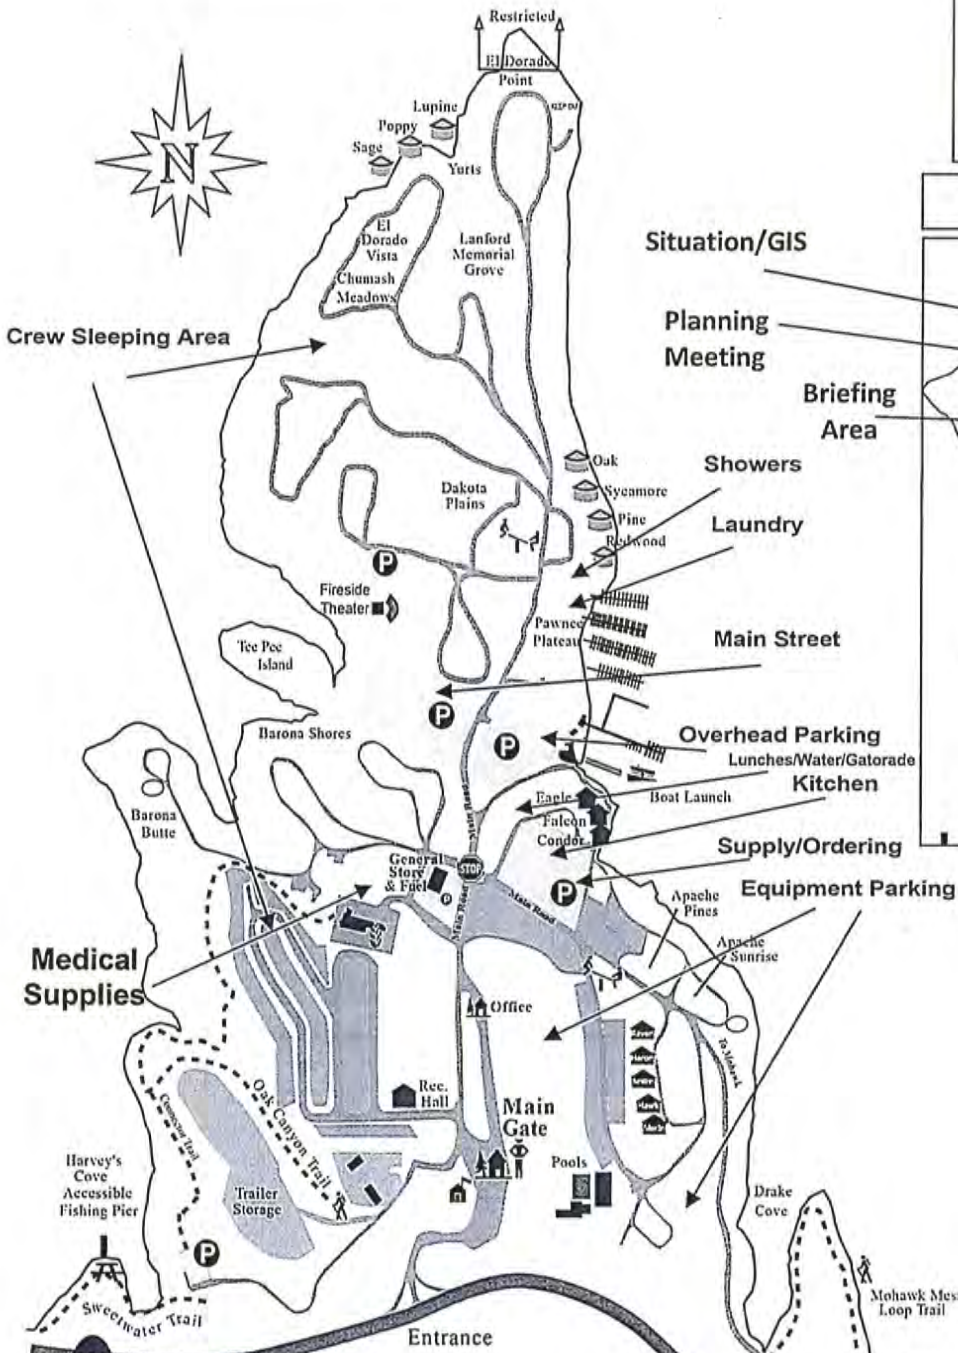 Restricted
El Dorado
Point
Lupine
Poppy
Sage
Yurts
N
El
Dorado
Vista
Chumash
Meadows
Lanford
Memorial
Grove
Situation/GIS
Planning
Meeting
Briefing
Area
Crew Sleeping Area
Showers
Laundry
Main Street
Oak
Sycamore
Pine
Redwood
Dakota
Plains
P
Fireside
Theater
Pawnee
Plateau
Tee Pee
Island
P
P
Barona Shores
Overhead Parking
Lunches/Water/Gatorade
Kitchen
Eagle
Falcon
Condor
Boat Launch
Barona
Butte
Main Road
General
Store
& Fuel
STOP
P
Supply/Ordering
Equipment Parking
P
Main Road
Main Road
Apache
Pines
Apache
Sunrise
Medical
Supplies
Office
To Mohawk
Rec.
Hall
Main
Gate
Oak Canyon Trail
Connector Trail
Pools
Harvey's
Cove
Accessible
Fishing Pier
Trailer
Storage
P
Drake
Cove
Sweetwater Trail
Mohawk Mes
Loop Trail
Entrance